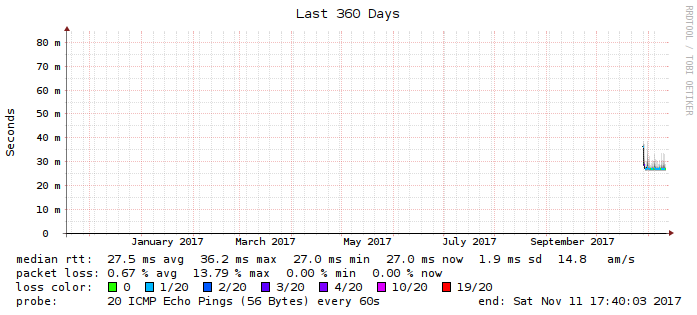 Last 360 Days
RRDTOOL / TOBI OETIKER
Seconds
80 m
70 m
60 m
50 m
40 m
30 m
20 m
10 m
0
January 2017 March 2017 May 2017 July 2017 September 2017
median rtt: 27.5 ms avg 36.2 ms max 27.0 ms min 27.0 ms now 1.9 ms sd 14.8 am/s
packet loss: 0.67 % avg 13.79 % max 0.00 % min 0.00 % now
loss color: 0 1/20 2/20 3/20 4/20 10/20 19/20
probe: 20 ICMP Echo Pings (56 Bytes) every 60s end: Sat Nov 11 17:40:03 2017